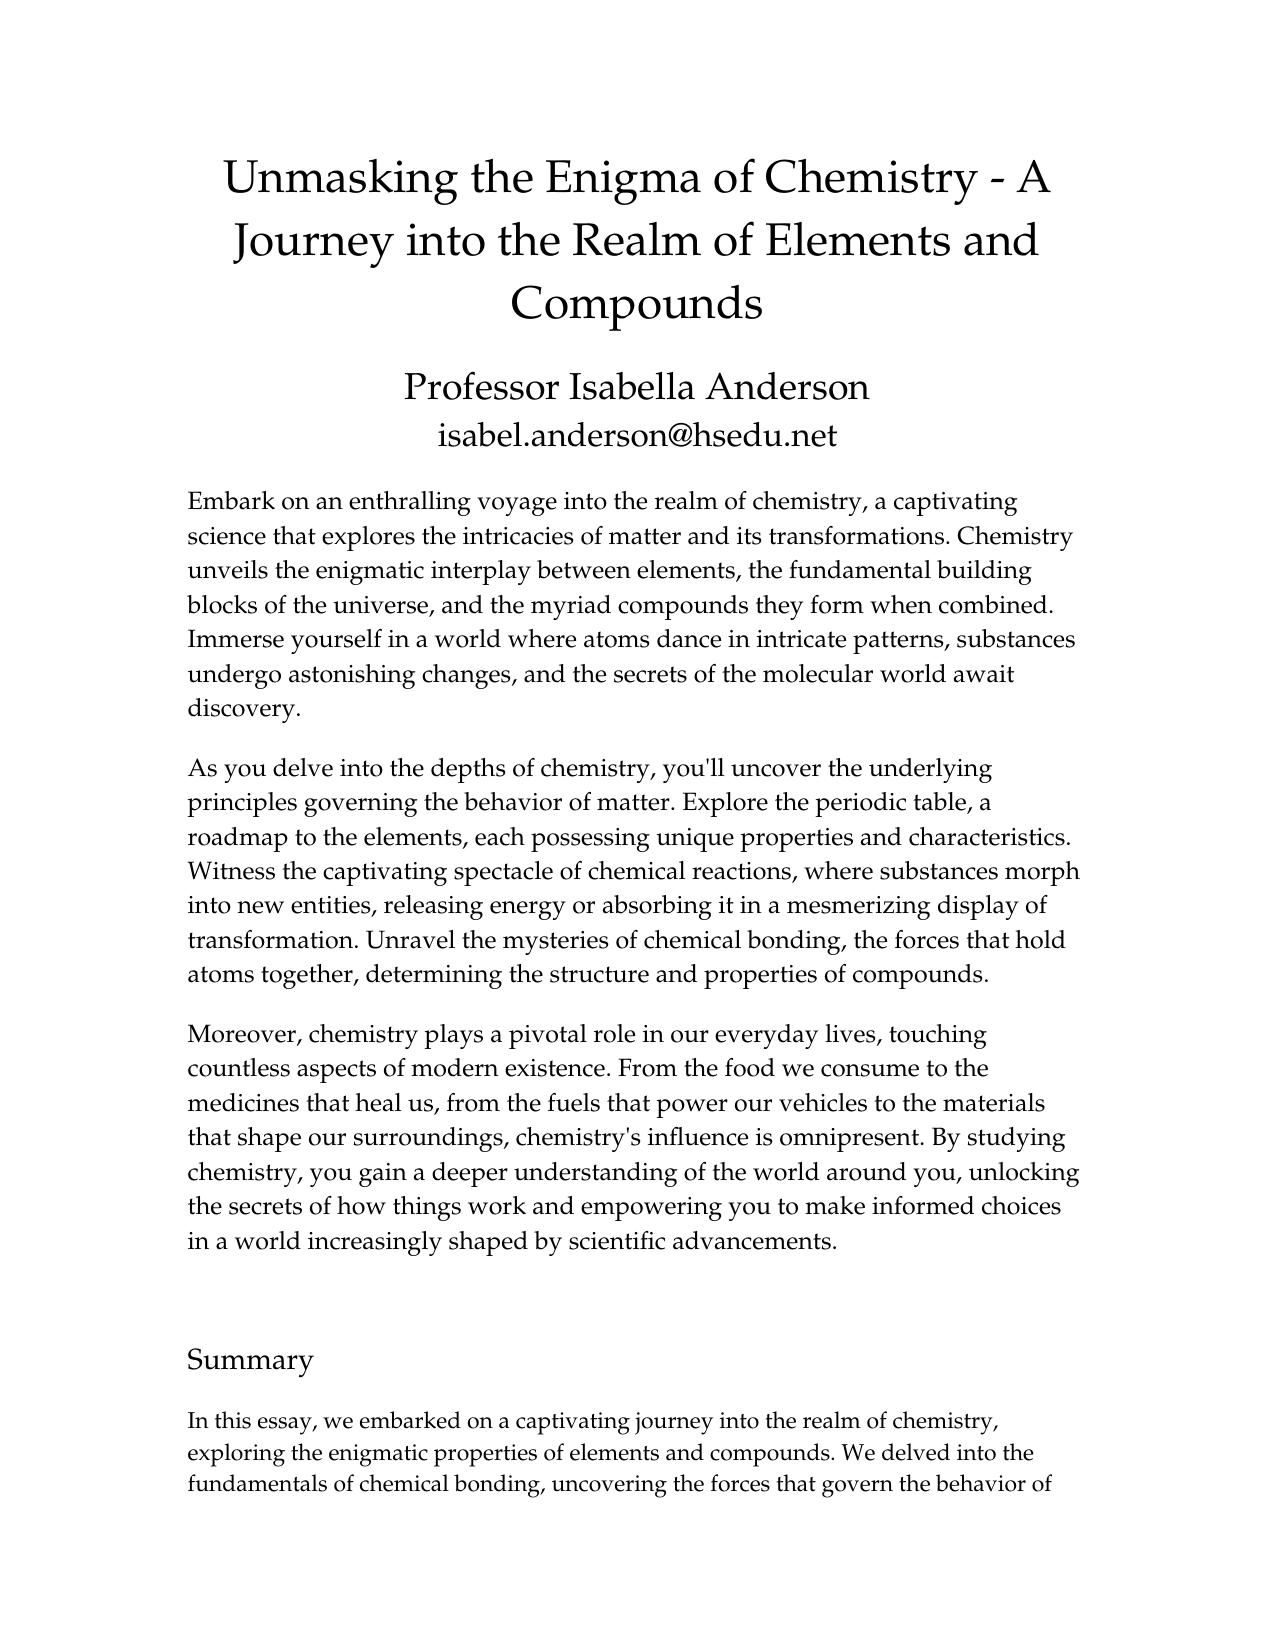 Unmasking the Enigma of Chemistry - A
Journey into the Realm of Elements and
Compounds
Professor Isabella Anderson
isabel.anderson@hsedu.net
Embark on an enthralling voyage into the realm of chemistry, a captivating
science that explores the intricacies of matter and its transformations. Chemistry
unveils the enigmatic interplay between elements, the fundamental building
blocks of the universe, and the myriad compounds they form when combined.
Immerse yourself in a world where atoms dance in intricate patterns, substances
undergo astonishing changes, and the secrets of the molecular world await
discovery.
As you delve into the depths of chemistry, you'll uncover the underlying
principles governing the behavior of matter. Explore the periodic table, a
roadmap to the elements, each possessing unique properties and characteristics.
Witness the captivating spectacle of chemical reactions, where substances morph
into new entities, releasing energy or absorbing it in a mesmerizing display of
transformation. Unravel the mysteries of chemical bonding, the forces that hold
atoms together, determining the structure and properties of compounds.
Moreover, chemistry plays a pivotal role in our everyday lives, touching
countless aspects of modern existence. From the food we consume to the
medicines that heal us, from the fuels that power our vehicles to the materials
that shape our surroundings, chemistry's influence is omnipresent. By studying
chemistry, you gain a deeper understanding of the world around you, unlocking
the secrets of how things work and empowering you to make informed choices
in a world increasingly shaped by scientific advancements.
Summary
In this essay, we embarked on a captivating journey into the realm of chemistry,
exploring the enigmatic properties of elements and compounds. We delved into the
fundamentals of chemical bonding, uncovering the forces that govern the behavior of